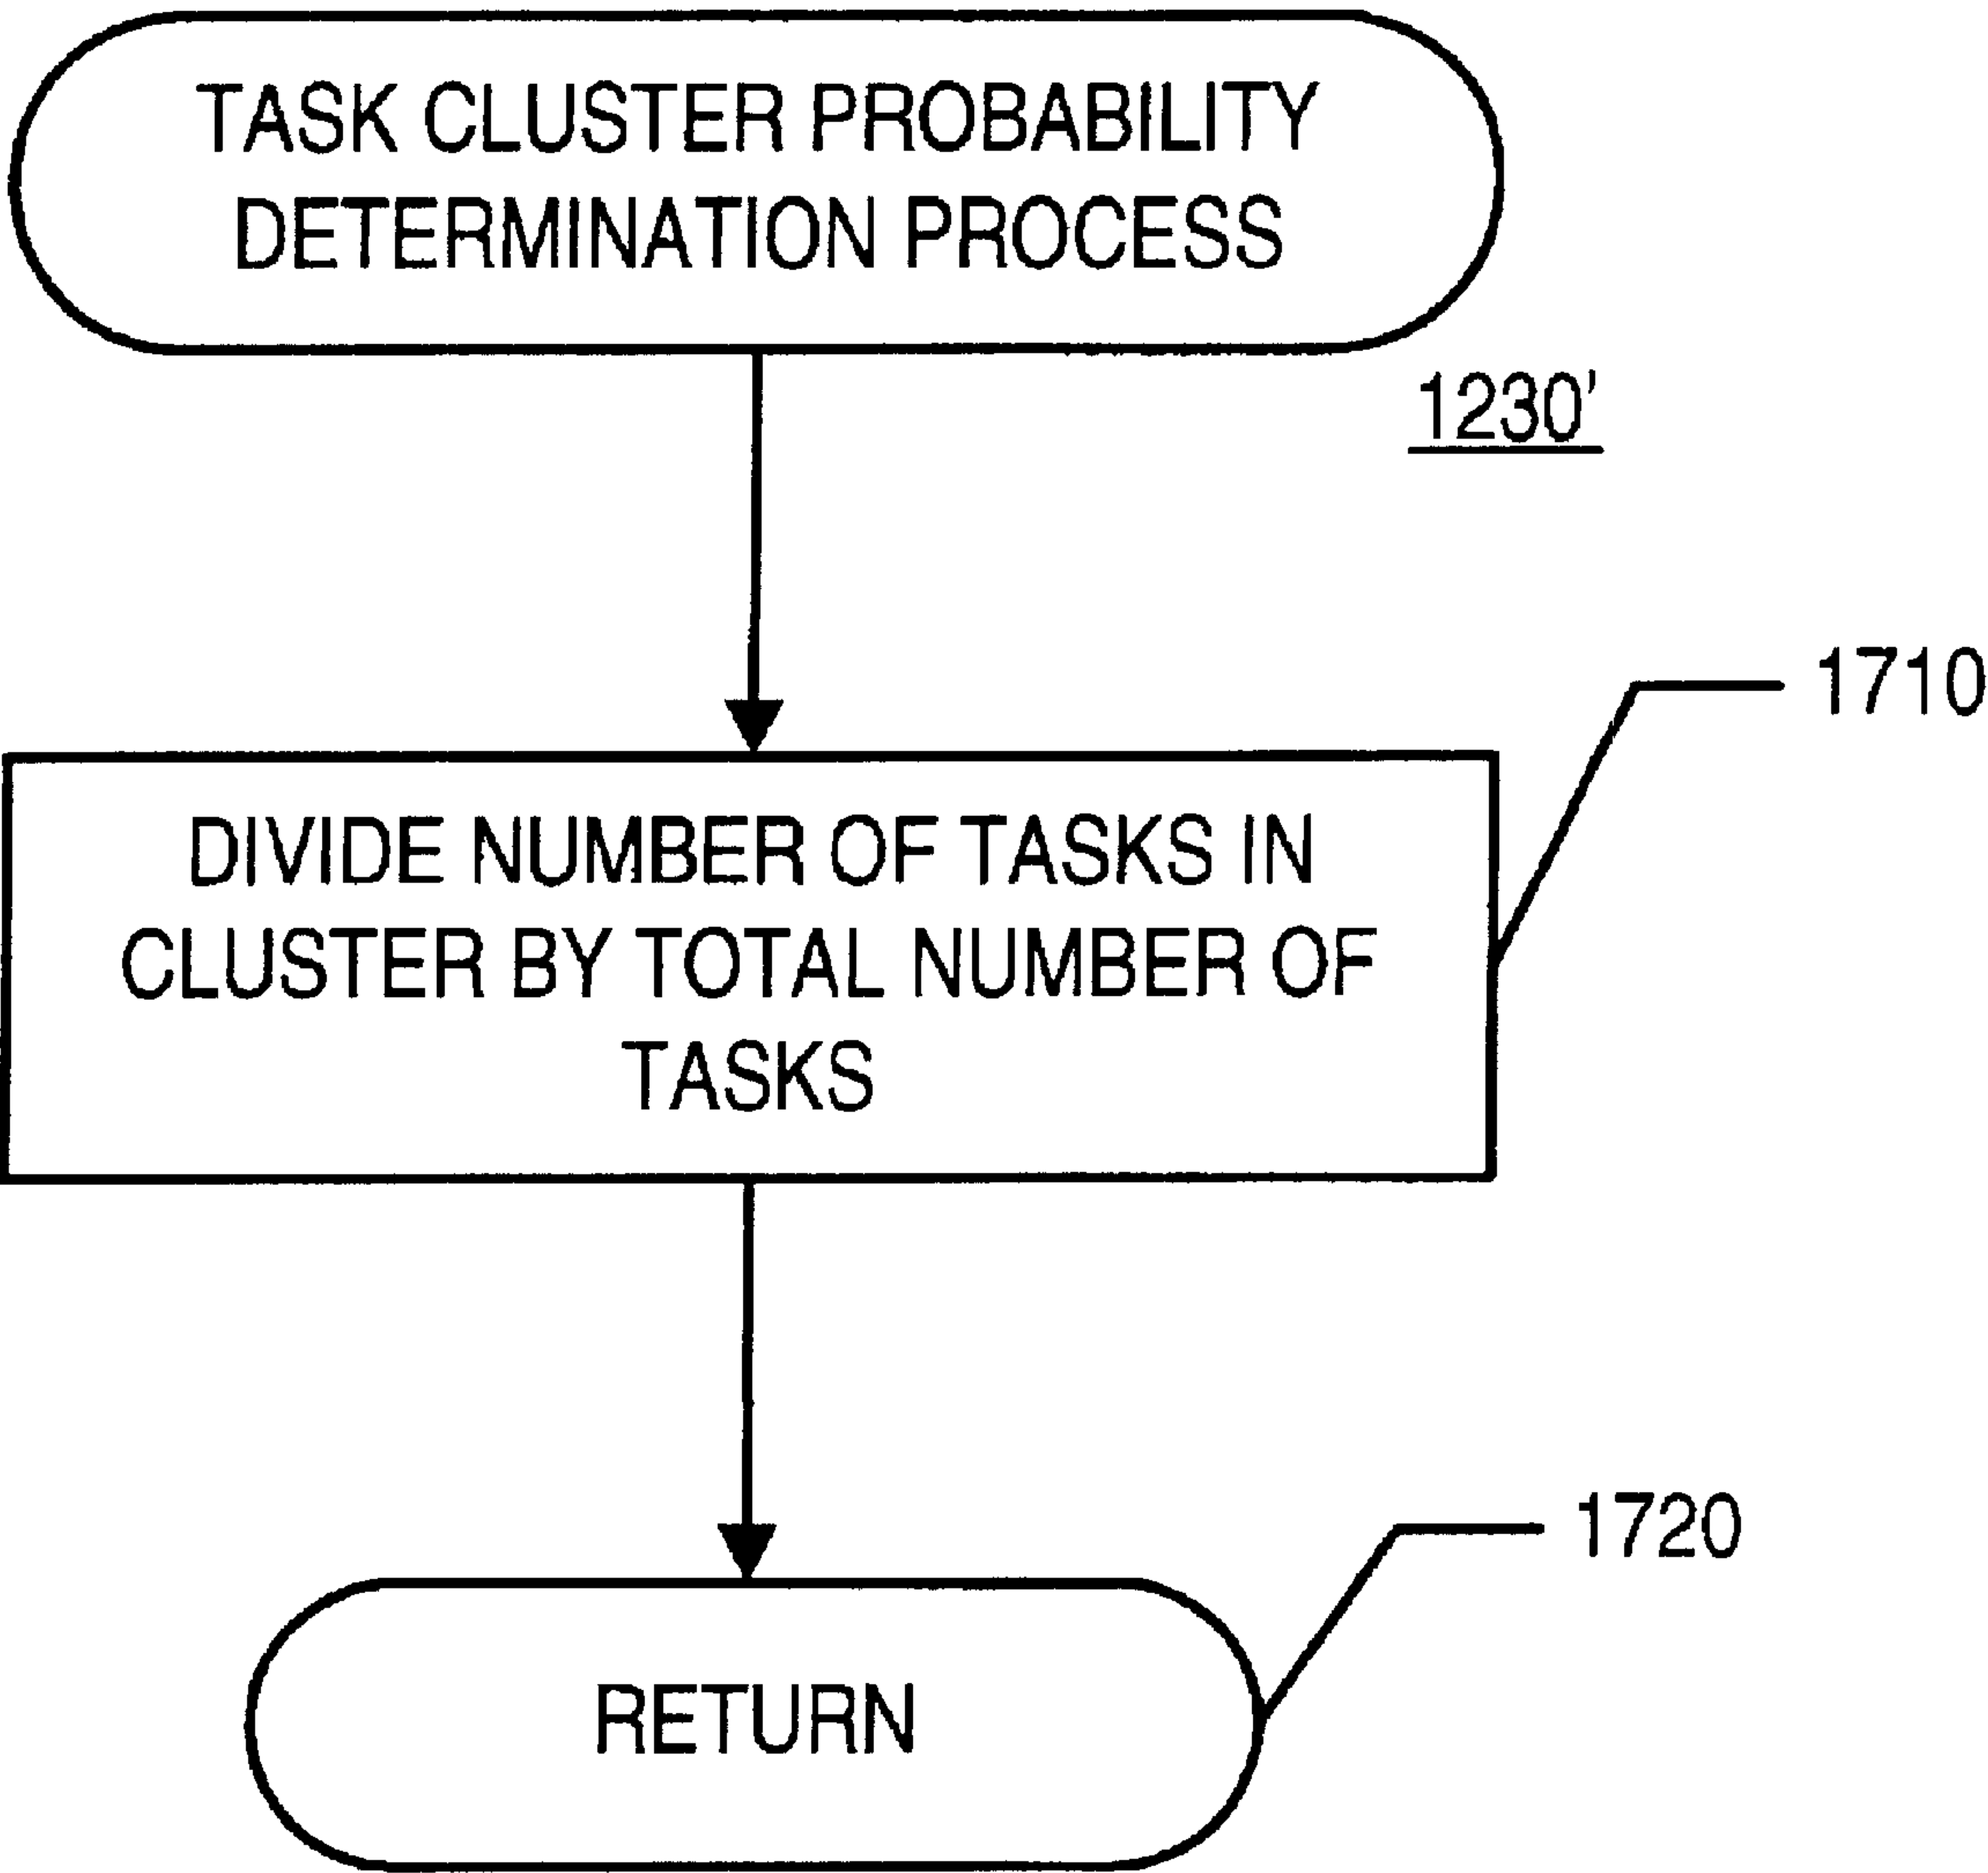 TASK CLUSTER PROBABILITY
DETERMINATION PROCESS
1230'
1710
DIVIDE NUMBER OF TASKS IN
CLUSTER BY TOTAL NUMBER OF
TASKS
1720
RETURN